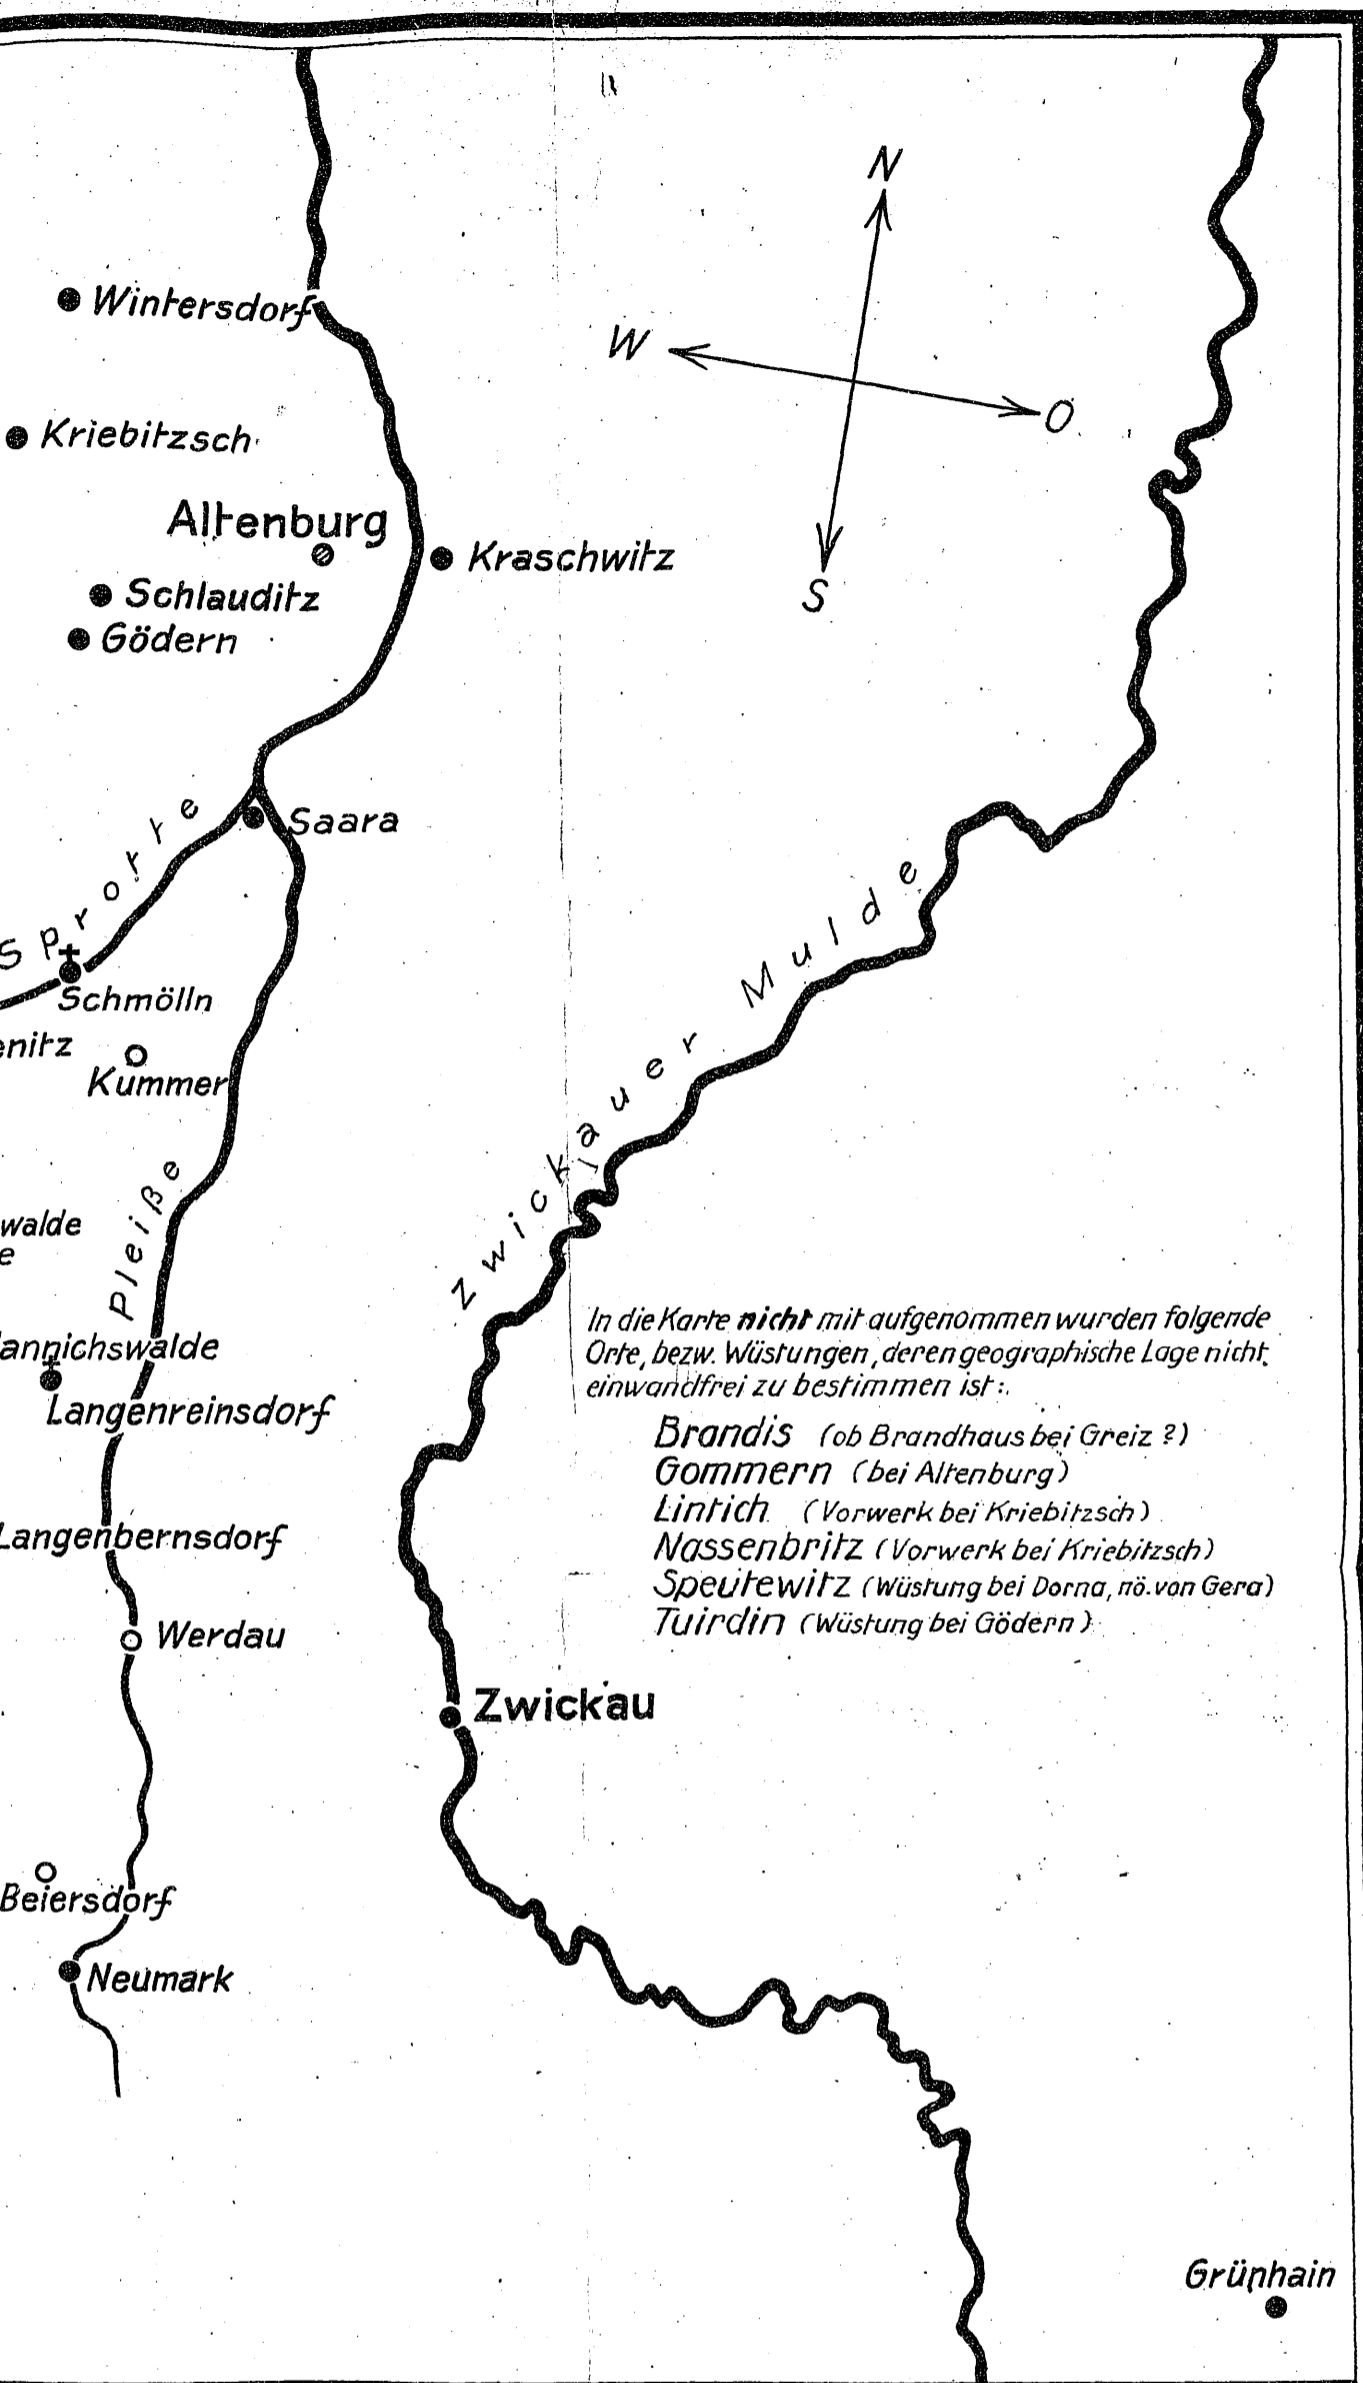 N
Wintersdorf
W
O
Kriebitzsch
Altenburg
Kraschwitz
Schlauditz
S
Gödern
Saara
Sprotte
Schmölln
enitz
Kummer
Zwickauer Mulde
Pleiße
walde
e
annichswalde
Langenreinsdorf
In die Karte nicht mit aufgenommen wurden folgende
Orte, bezw. Wüstungen, deren geographische Lage nicht
einwandfrei zu bestimmen ist:
Brandis (ob Brandhaus bei Greiz ?)
Gommern (bei Altenburg)
Lintich (Vorwerk bei Kriebitzsch)
Nassenbritz (Vorwerk bei Kriebitzsch)
Speutewitz (Wüstung bei Dorna, nö. von Gera)
Tuirdin (Wüstung bei Gödern)
Langenbernsdorf
Werdau
Zwickau
Beiersdorf
Neumark
Grünhain